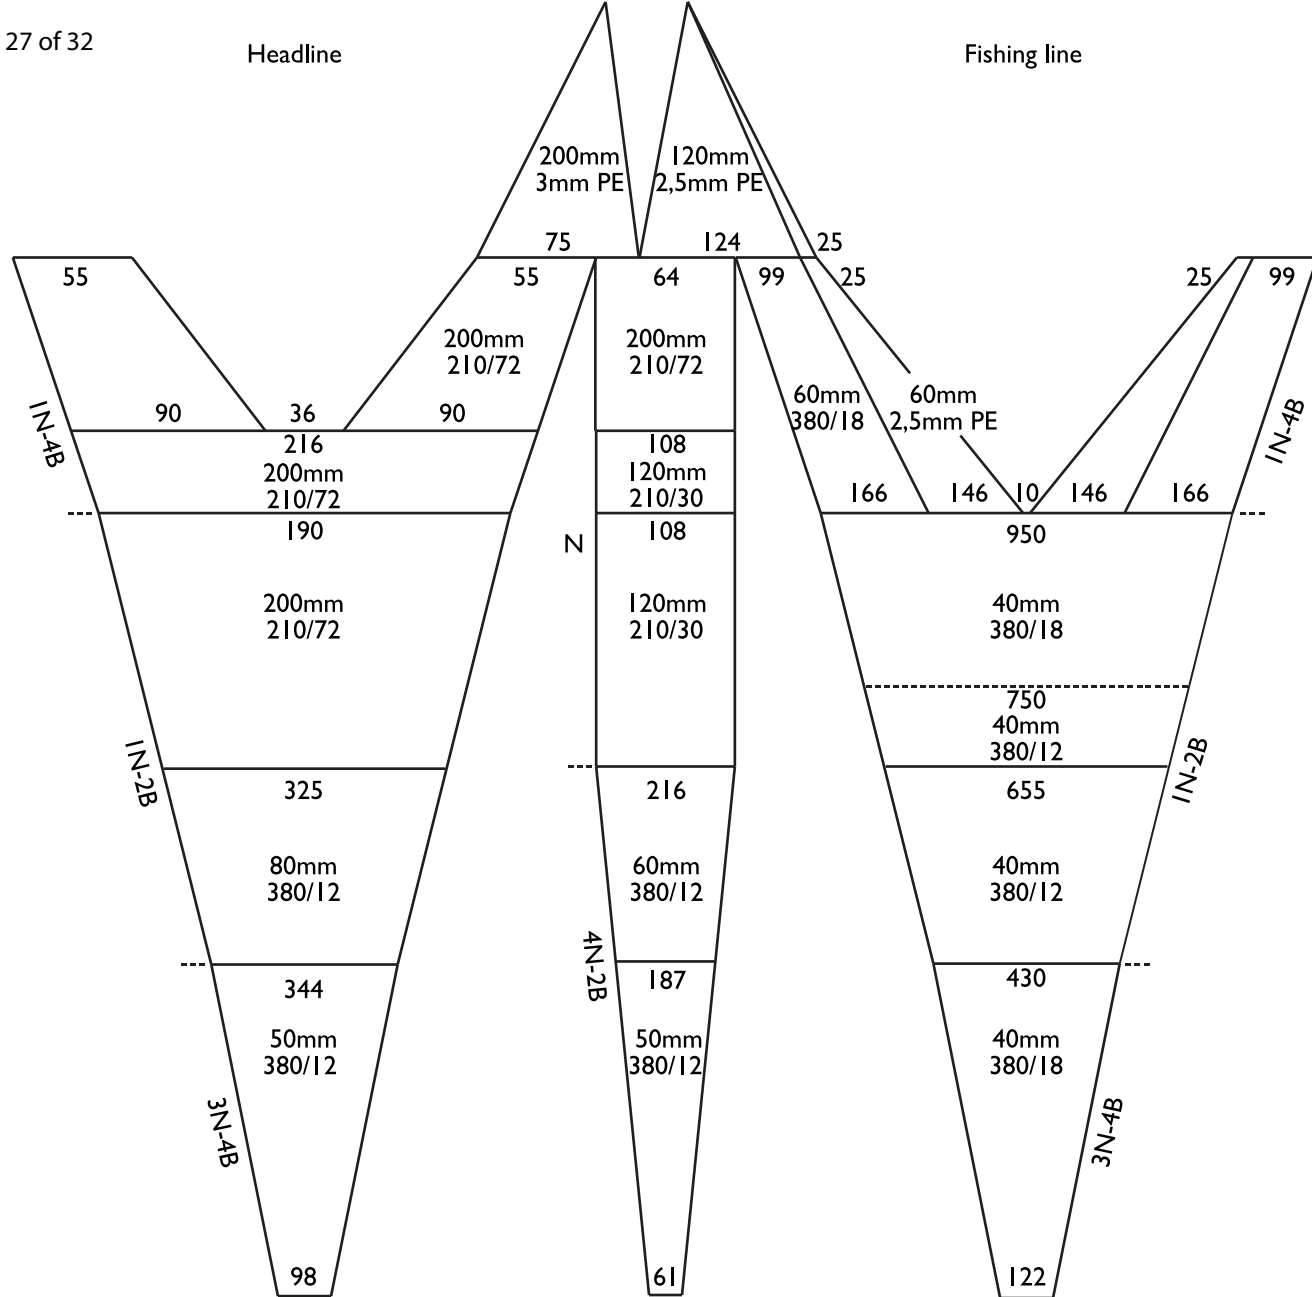 27 of 32
Headline
Fishing line
200mm
3mm PE
120mm
2,5mm PE
75
124
25
55
55
64
99
25
25
99
200mm
210/72
200mm
210/72
60mm
380/18
60mm
2,5mm PE
1N-4B
90
36
90
1N-4B
216
200mm
210/72
108
120mm
210/30
166
146
10
146
166
190
N
108
950
200mm
210/72
120mm
210/30
40mm
380/18
750
40mm
380/12
1N-2B
1N-2B
325
216
655
80mm
380/12
60mm
380/12
40mm
380/12
4N-2B
344
187
430
50mm
380/12
50mm
380/12
40mm
380/18
3N-4B
3N-4B
98
61
122